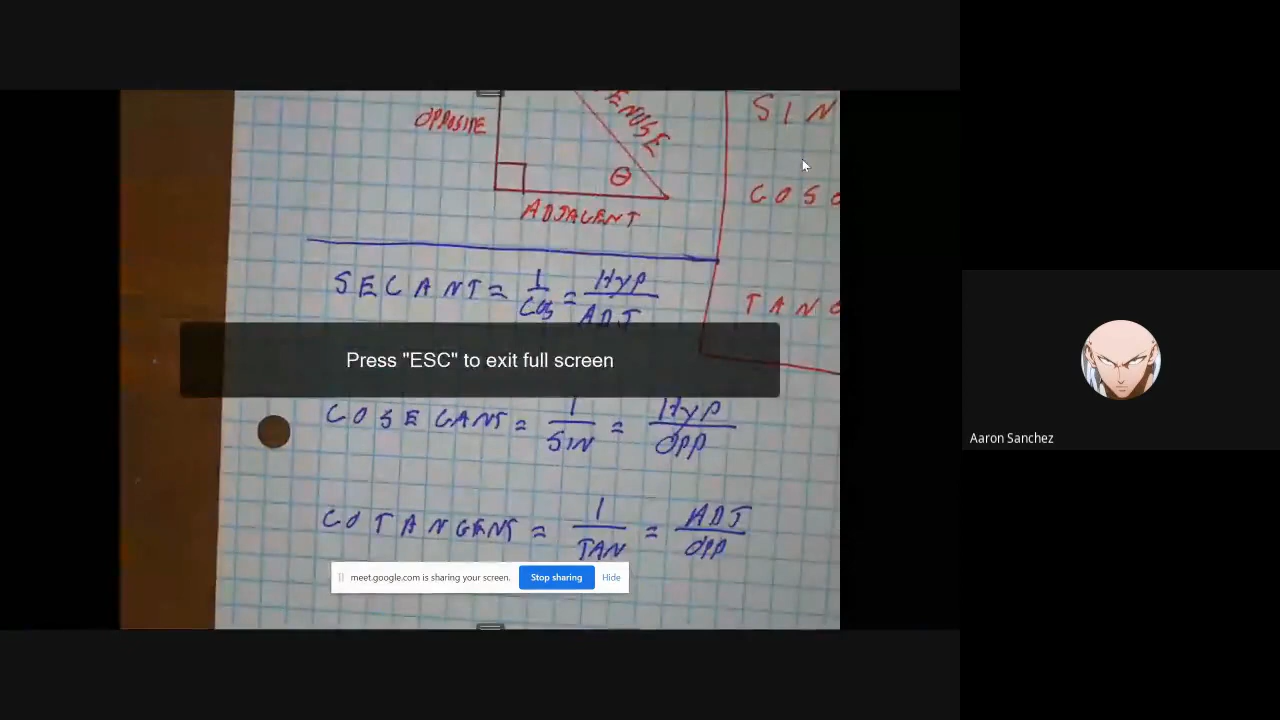 OPPOSITE
ENUSE
θ
ADJACENT
SIN
COS
TAN
SECANT = 1/COS = HYP/ADJ
Press "ESC" to exit full screen
COSECANT = 1/SIN = HYP/OPP
COTANGENT = 1/TAN = ADJ/OPP
meet.google.com is sharing your screen.
Stop sharing
Hide
Aaron Sanchez